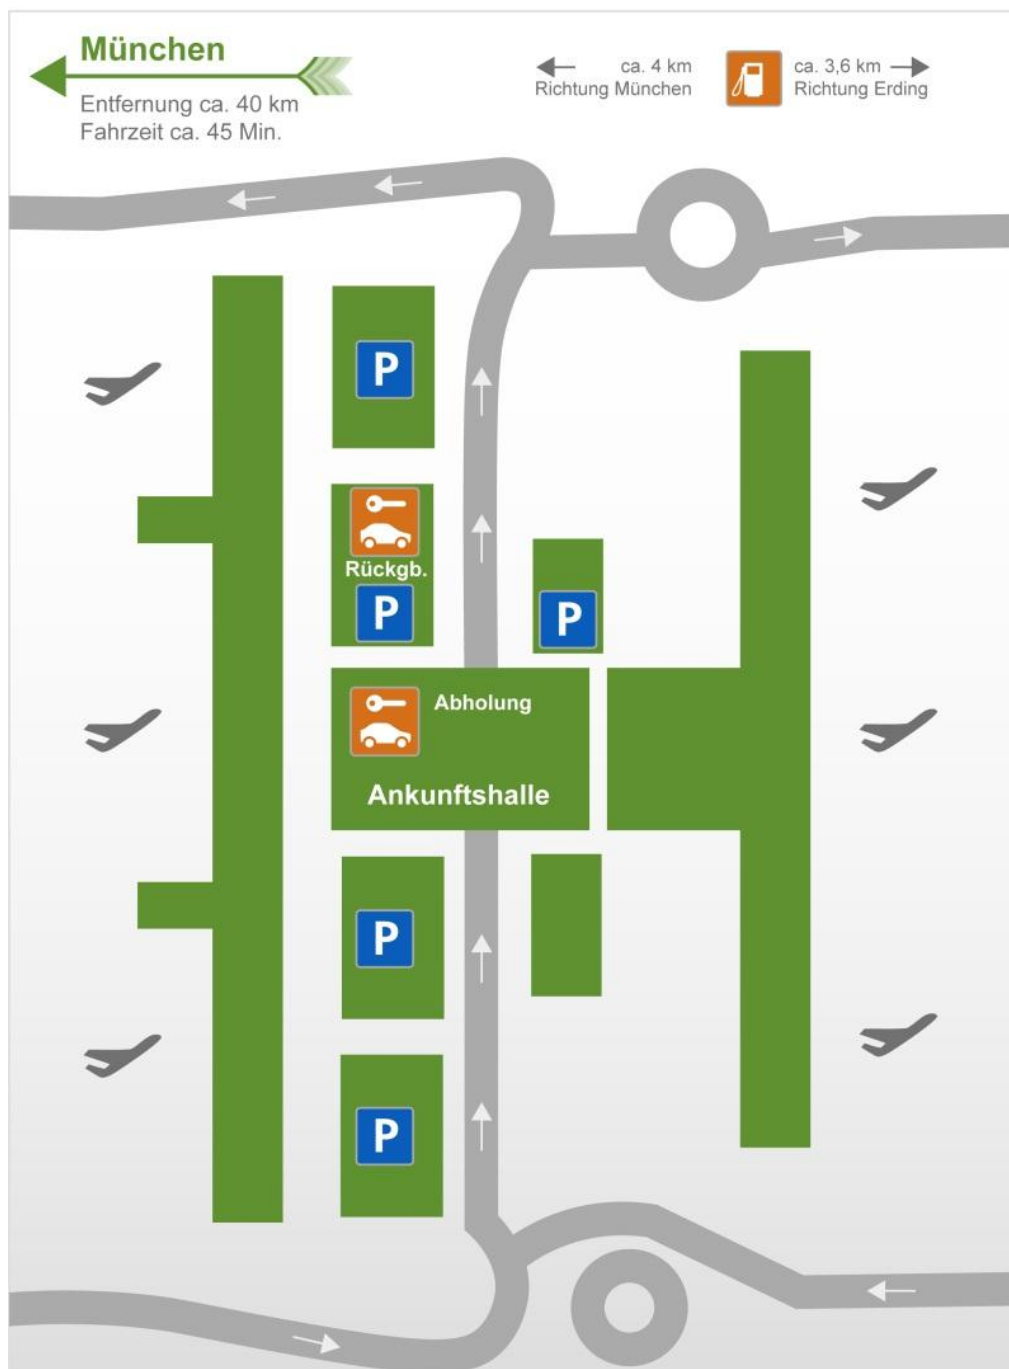 München
Entfernung ca. 40 km
Fahrzeit ca. 45 Min.
ca. 4 km
Richtung München
ca. 3,6 km
Richtung Erding
P
Rückgb.
P
P
Abholung
Ankunftshalle
P
P